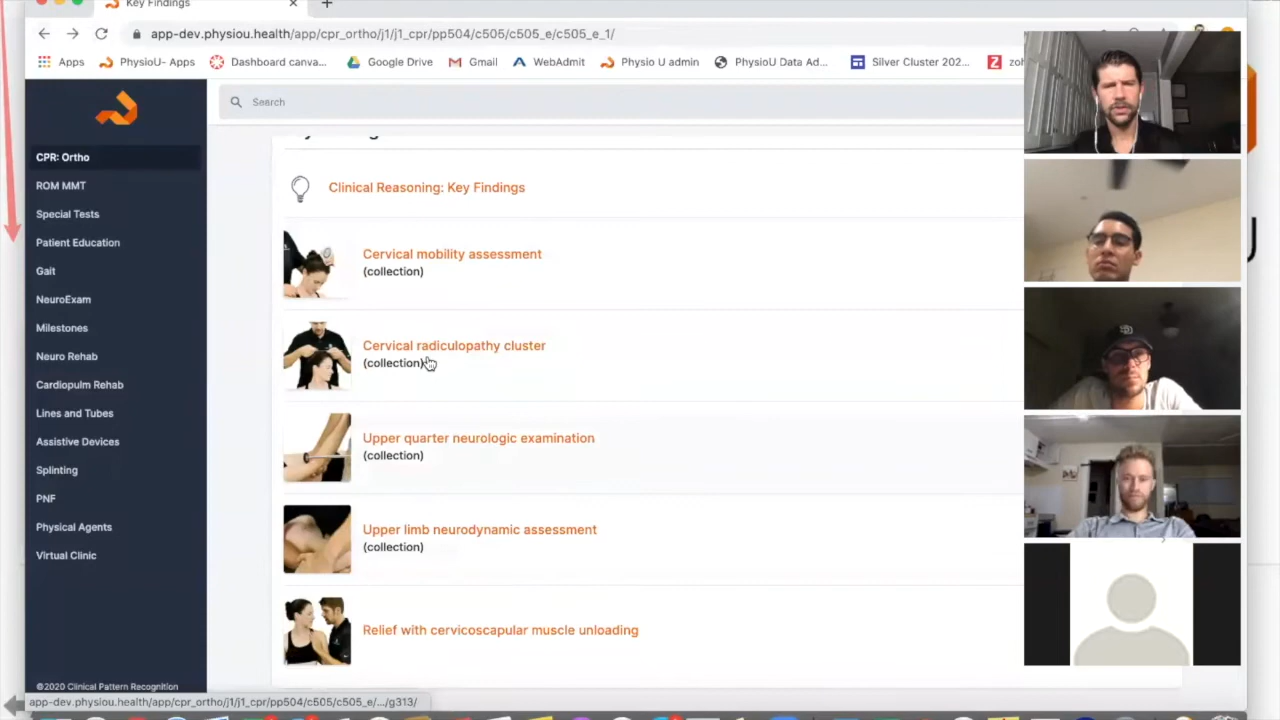 Key Findings
app-dev.physiou.health/app/cpr_ortho/j1/j1_cpr/pp504/c505/c505_e/c505_e_1/
Apps PhysioU- Apps Dashboard canva... Google Drive Gmail WebAdmit Physio U admin PhysioU Data Ad... Silver Cluster 202...
Search
CPR: Ortho
ROM MMT
Special Tests
Patient Education
Gait
NeuroExam
Milestones
Neuro Rehab
Cardiopulm Rehab
Lines and Tubes
Assistive Devices
Splinting
PNF
Physical Agents
Virtual Clinic
©2020 Clinical Pattern Recognition
Clinical Reasoning: Key Findings
Cervical mobility assessment
(collection)
Cervical radiculopathy cluster
(collection)
Upper quarter neurologic examination
(collection)
Upper limb neurodynamic assessment
(collection)
Relief with cervicoscapular muscle unloading
app-dev.physiou.health/app/cpr_ortho/j1/j1_cpr/pp504/c505/c505_e/.../g313/